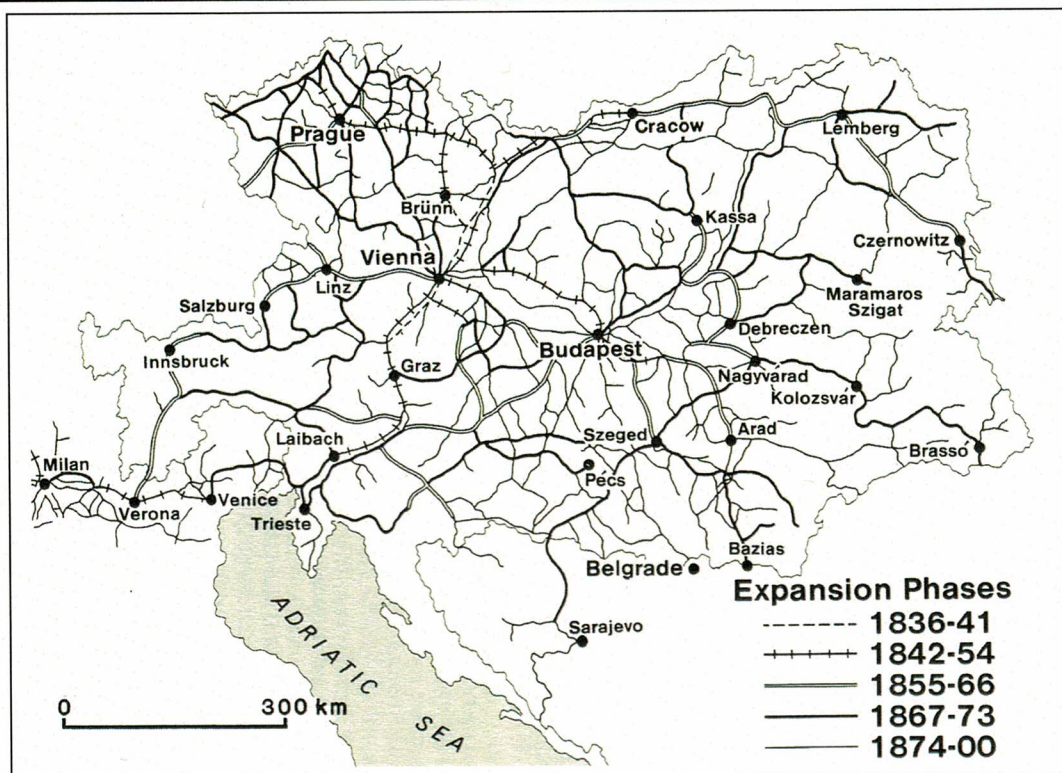 Prague
Cracow
Lemberg
Brünn
Kassa
Czernowitz
Vienna
Linz
Salzburg
Maramaros
Szigat
Debreczen
Innsbruck
Budapest
Graz
Nagyvarad
Kolozsvár
Laibach
Szeged
Arad
Brassó
Milan
Pécs
Verona
Venice
Trieste
Bazias
Belgrade
Sarajevo
ADRIATIC
SEA
Expansion Phases
1836-41
1842-54
1855-66
1867-73
1874-00
0 300 km